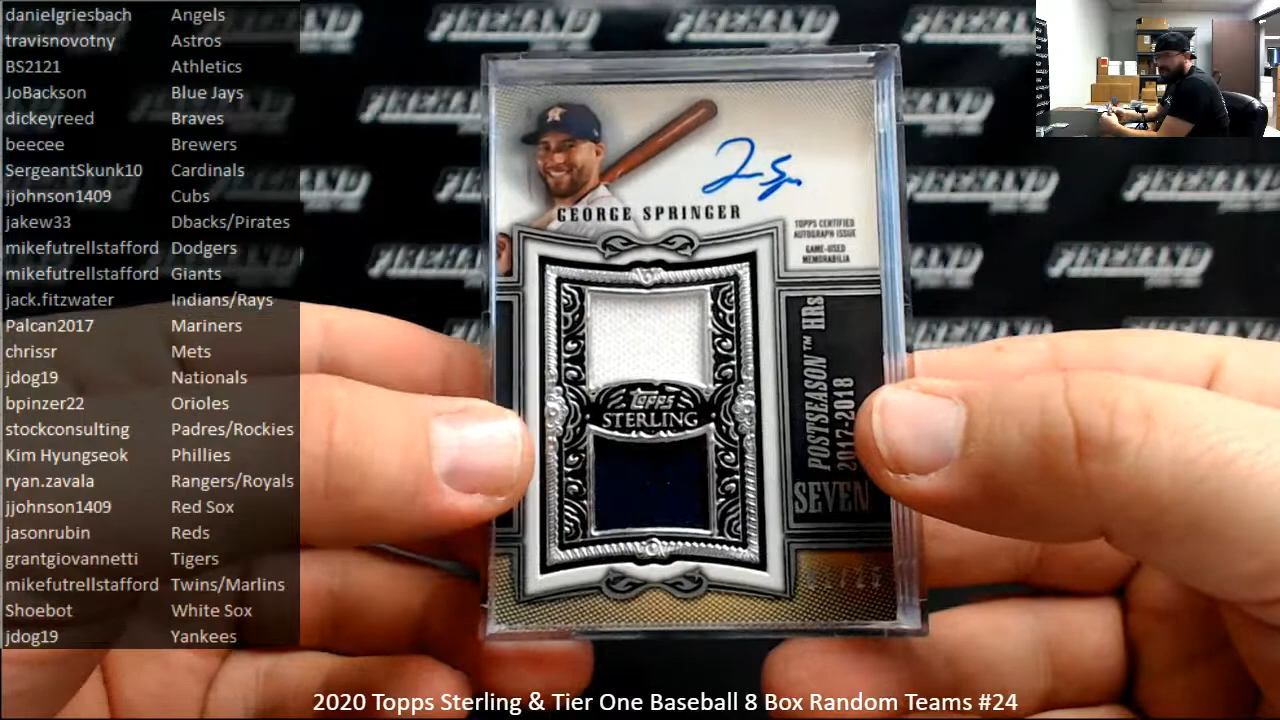 danielgriesbach Angels
travisnovotny Astros
BS2121 Athletics
JoBackson Blue Jays
dickeyreed Braves
beecee Brewers
SergeantSkunk10 Cardinals
jjohnson1409 Cubs
jakew33 Dbacks/Pirates
mikefutrellstafford Dodgers
mikefutrellstafford Giants
jack.fitzwater Indians/Rays
Palcan2017 Mariners
chrissr Mets
jdog19 Nationals
bpinzer22 Orioles
stockconsulting Padres/Rockies
Kim Hyungseok Phillies
ryan.zavala Rangers/Royals
jjohnson1409 Red Sox
jasonrubin Reds
grantgiovannetti Tigers
mikefutrellstafford Twins/Marlins
Shoebot White Sox
jdog19 Yankees
FIREHAND
GEORGE SPRINGER
TOPPS CERTIFIED
AUTOGRAPH ISSUE
GAME-USED
MEMORABILIA
TOPPS
STERLING
POSTSEASON™ HRs
2017-2018
SEVEN
2020 Topps Sterling & Tier One Baseball 8 Box Random Teams #24